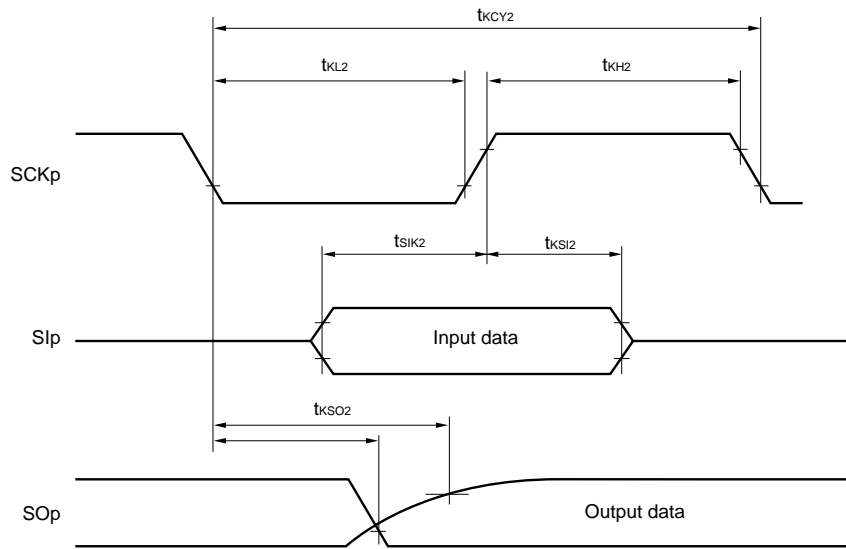 tKCY2
tKL2
tKH2
SCKp
tSIK2
tKSI2
SIp
Input data
tKSO2
SOp
Output data